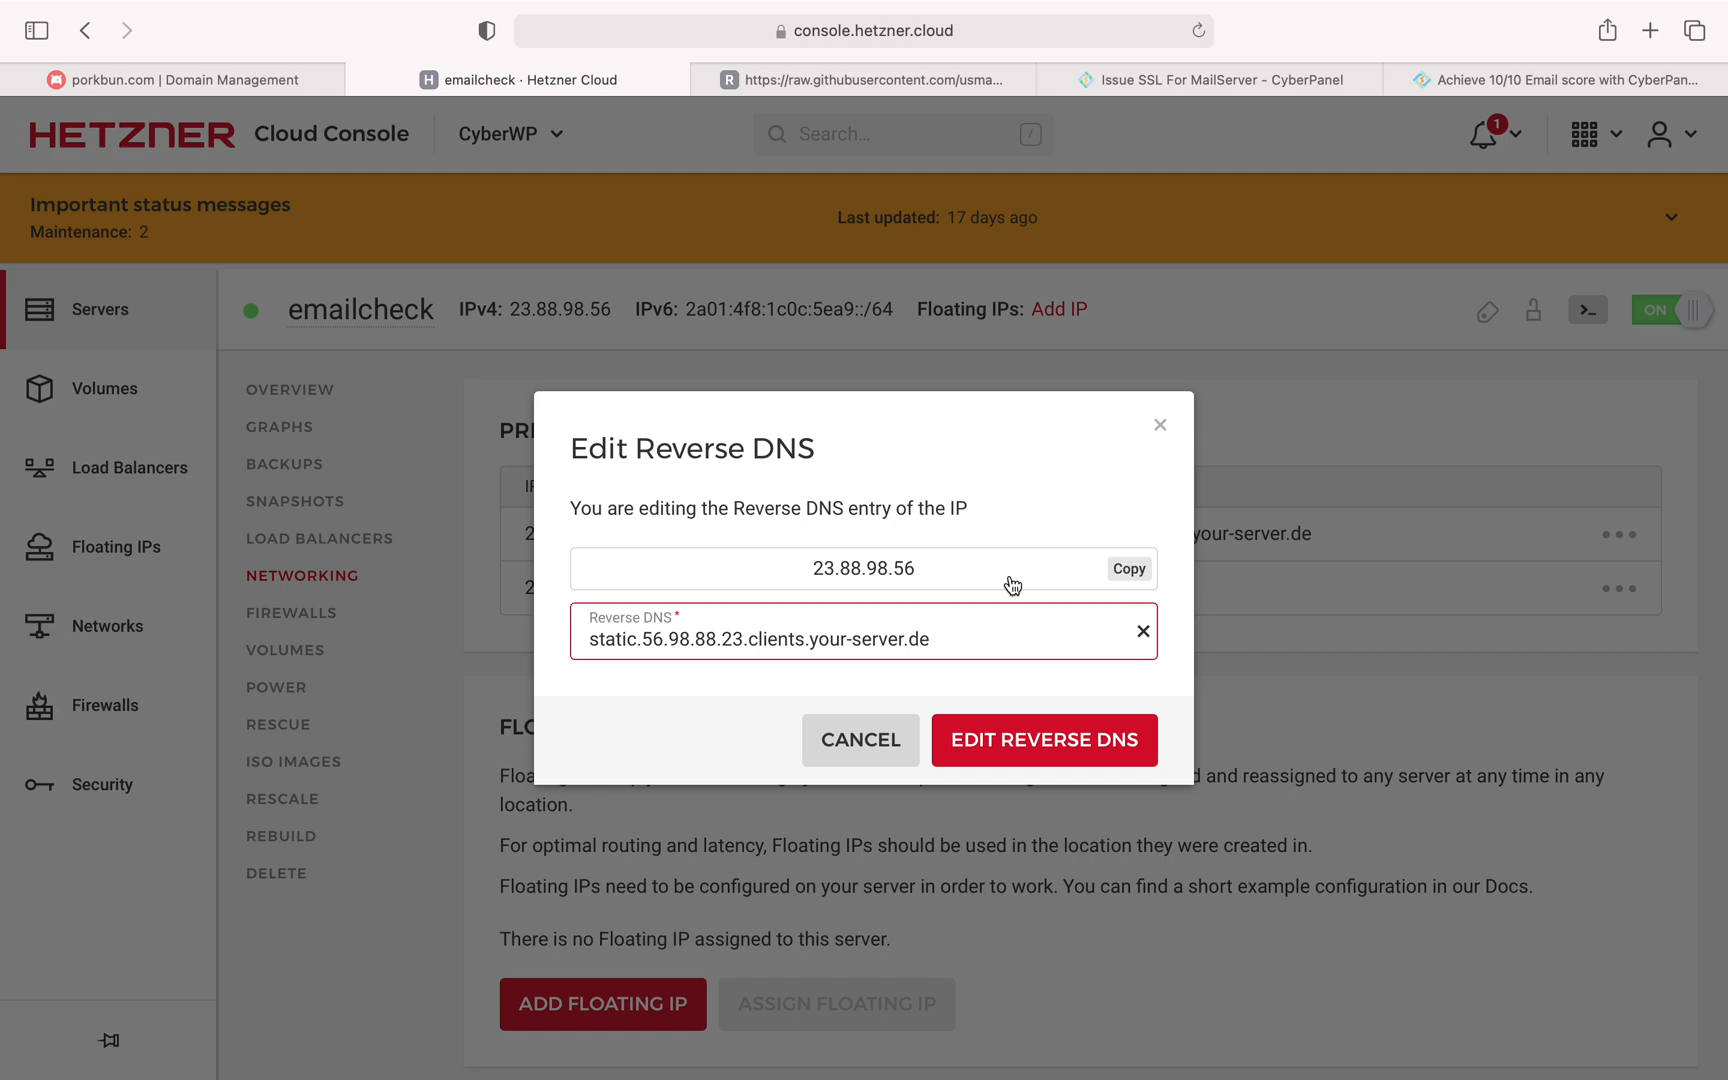 console.hetzner.cloud
porkbun.com | Domain Management
H emailcheck · Hetzner Cloud
R https://raw.githubusercontent.com/usma...
Issue SSL For MailServer - CyberPanel
Achieve 10/10 Email score with CyberPan...
HETZNER Cloud Console
CyberWP
Search...
/
1
Important status messages
Maintenance: 2
Last updated: 17 days ago
Servers
Volumes
Load Balancers
Floating IPs
Networks
Firewalls
Security
emailcheck IPv4: 23.88.98.56 IPv6: 2a01:4f8:1c0c:5ea9::/64 Floating IPs: Add IP
>_
ON
OVERVIEW
GRAPHS
BACKUPS
SNAPSHOTS
LOAD BALANCERS
NETWORKING
FIREWALLS
VOLUMES
POWER
RESCUE
ISO IMAGES
RESCALE
REBUILD
DELETE
your-server.de
Edit Reverse DNS
You are editing the Reverse DNS entry of the IP
23.88.98.56
Copy
Reverse DNS*
static.56.98.88.23.clients.your-server.de
CANCEL
EDIT REVERSE DNS
and reassigned to any server at any time in any
location.
For optimal routing and latency, Floating IPs should be used in the location they were created in.
Floating IPs need to be configured on your server in order to work. You can find a short example configuration in our Docs.
There is no Floating IP assigned to this server.
ADD FLOATING IP
ASSIGN FLOATING IP